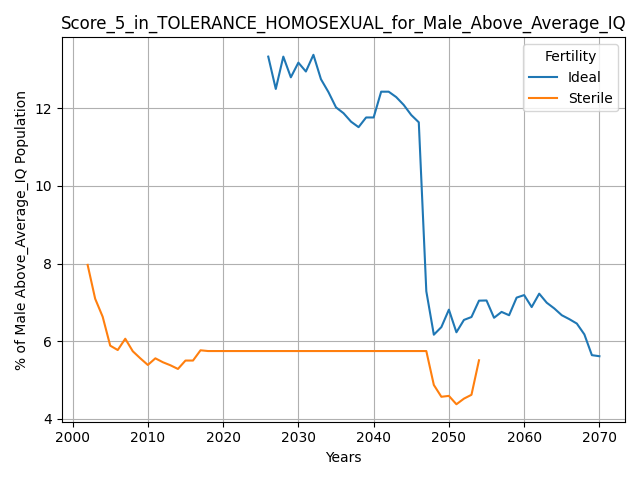 Score_5_in_TOLERANCE_HOMOSEXUAL_for_Male_Above_Average_IQ
Fertility
Ideal
Sterile
% of Male Above_Average_IQ Population
12
10
8
6
4
2000 2010 2020 2030 2040 2050 2060 2070
Years